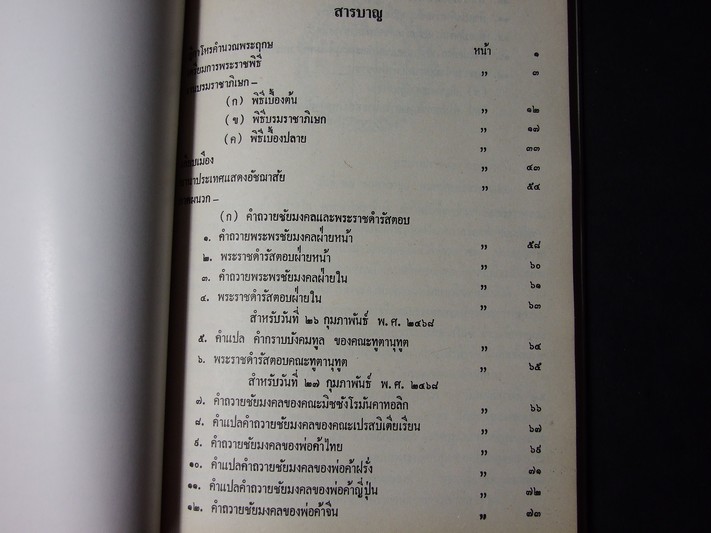 สารบาญ
โหรคำนวณพระฤกษ หน้า ๑
การพระราชพิธี ,, ๓
บรมราชาภิเษก –
(ก) พิธีเบื้องต้น ,, ๑๒
(ข) พิธีบรมราชาภิเษก ,, ๑๗
(ค) พิธีเบื้องปลาย ,, ๓๓
เมือง ,, ๔๓
ประเทศแสดงอัชฌาสัย ,, ๕๔
ผนวก –
(ก) คำถวายชัยมงคลและพระราชดำรัสตอบ
๑. คำถวายพระพรชัยมงคลฝ่ายหน้า ,, ๕๘
๒. พระราชดำรัสตอบฝ่ายหน้า ,, ๖๐
๓. คำถวายพระพรชัยมงคลฝ่ายใน ,, ๖๑
๔. พระราชดำรัสตอบฝ่ายใน ,, ๖๓
สำหรับวันที่ ๒๖ กุมภาพันธ์ พ.ศ. ๒๔๖๘
๕. คำแปล คำกราบบังคมทูล ของคณะทูตานุทูต ,, ๖๔
๖. พระราชดำรัสตอบคณะทูตานุทูต ,, ๖๕
สำหรับวันที่ ๒๗ กุมภาพันธ์ พ.ศ. ๒๔๖๘
๗. คำถวายชัยมงคลของคณะมิซซังโรมันคาทอลิก ,, ๖๖
๘. คำแปลคำถวายชัยมงคลของคณะเปรสบิเตียเรียน ,, ๖๗
๙. คำถวายชัยมงคลของพ่อค้าไทย ,, ๖๙
๑๐. คำแปลคำถวายชัยมงคลของพ่อค้าฝรั่ง ,, ๗๑
๑๑. คำแปลคำถวายชัยมงคลของพ่อค้าญี่ปุ่น ,, ๗๒
๑๒. คำถวายชัยมงคลของพ่อค้าจีน ,, ๗๓